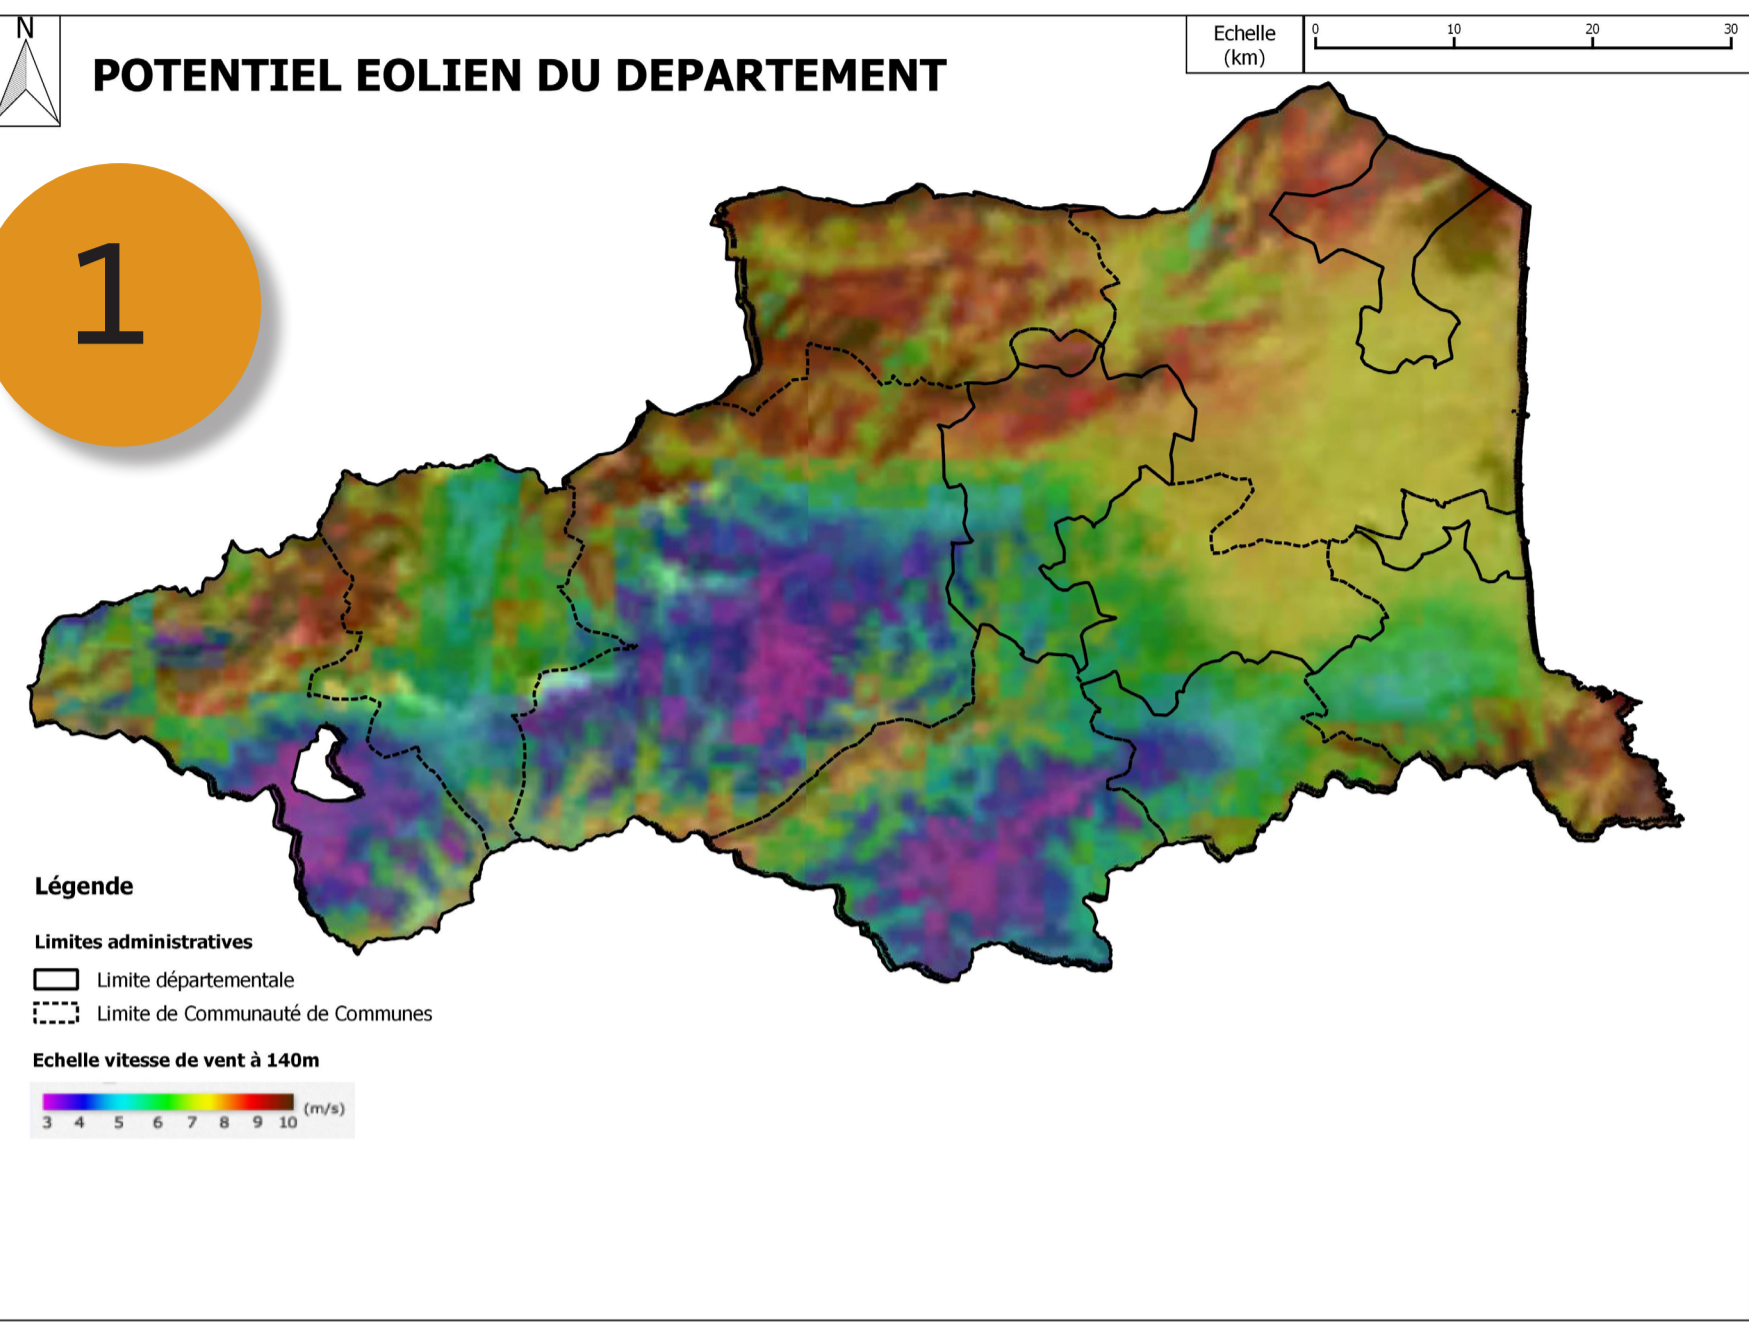 N
POTENTIEL EOLIEN DU DEPARTEMENT
Echelle
(km)
0 10 20 30
1
Légende
Limites administratives
Limite départementale
Limite de Communauté de Communes
Echelle vitesse de vent à 140m
(m/s)
3 4 5 6 7 8 9 10